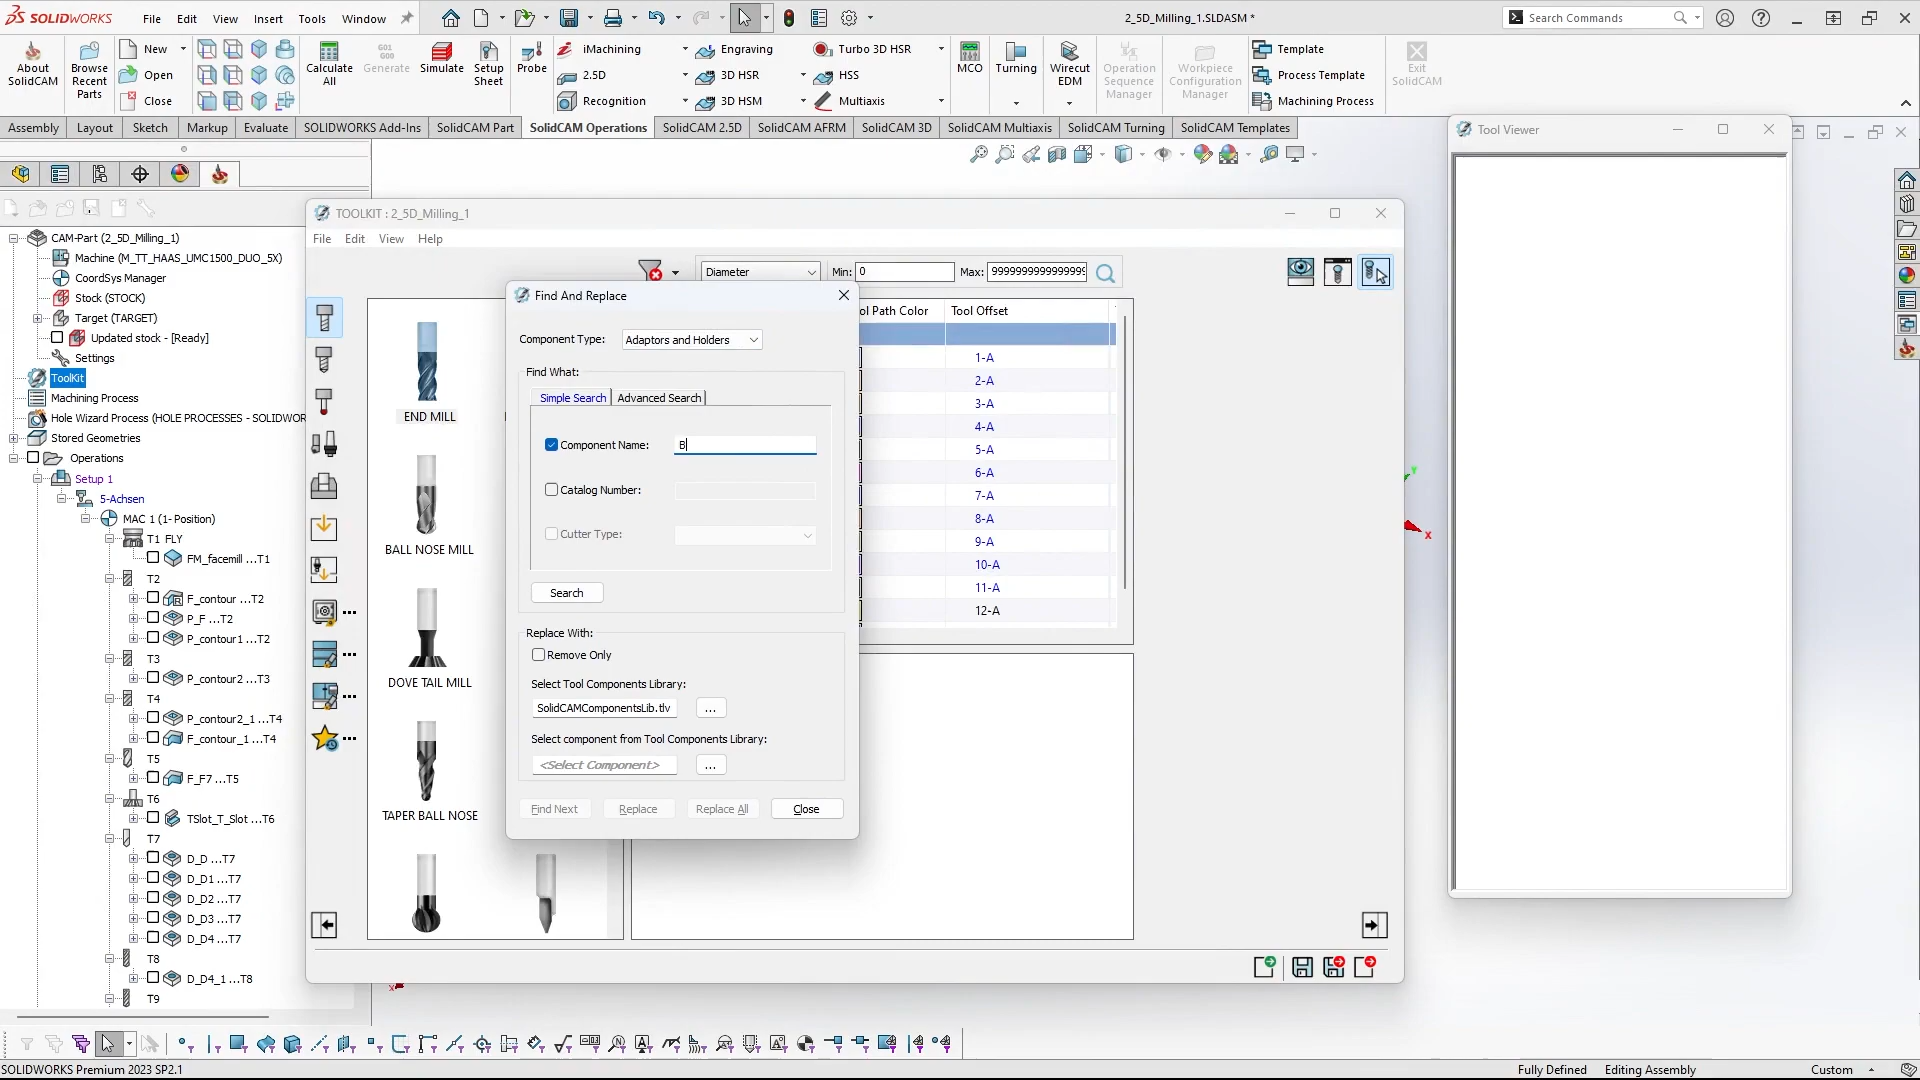 SOLIDWORKS File Edit View Insert Tools Window 2_5D_Milling_1.SLDASM * Search Commands
About SolidCAM Browse Recent Parts New Open Close Calculate All G01 G00 Generate Simulate Setup Sheet Probe
iMachining Engraving Turbo 3D HSR
2.5D 3D HSR HSS
Recognition 3D HSM Multiaxis
MCO Turning Wirecut EDM Operation Sequence Manager Workpiece Configuration Manager
Template
Process Template
Machining Process
Exit SolidCAM
Assembly Layout Sketch Markup Evaluate SOLIDWORKS Add-Ins SolidCAM Part SolidCAM Operations SolidCAM 2.5D SolidCAM AFRM SolidCAM 3D SolidCAM Multiaxis SolidCAM Turning SolidCAM Templates
CAM-Part (2_5D_Milling_1)
Machine (M_TT_HAAS_UMC1500_DUO_5X)
CoordSys Manager
Stock (STOCK)
Target (TARGET)
Updated stock - [Ready]
Settings
ToolKit
Machining Process
Hole Wizard Process (HOLE PROCESSES - SOLIDWOR
Stored Geometries
Operations
Setup 1
5-Achsen
MAC 1 (1- Position)
T1 FLY
FM_facemill ...T1
T2
F_contour ...T2
P_F ...T2
P_contour1 ...T2
T3
P_contour2 ...T3
T4
P_contour2_1 ...T4
F_contour_1 ...T4
T5
F_F7 ...T5
T6
TSlot_T_Slot ...T6
T7
D_D ...T7
D_D1 ...T7
D_D2 ...T7
D_D3 ...T7
D_D4 ...T7
T8
D_D4_1 ...T8
T9
TOOLKIT : 2_5D_Milling_1
File Edit View Help
Diameter Min: 0 Max: 9999999999999999
END MILL
BALL NOSE MILL
DOVE TAIL MILL
TAPER BALL NOSE
ol Path Color Tool Offset
1-A
2-A
3-A
4-A
5-A
6-A
7-A
8-A
9-A
10-A
11-A
12-A
Find And Replace
Component Type: Adaptors and Holders
Find What:
Simple Search Advanced Search
Component Name: B
Catalog Number:
Cutter Type:
Search
Replace With:
Remove Only
Select Tool Components Library:
SolidCAMComponentsLib.tlv ...
Select component from Tool Components Library:
<Select Component> ...
Find Next Replace Replace All Close
Tool Viewer
Y
x
x
SOLIDWORKS Premium 2023 SP2.1 Fully Defined Editing Assembly Custom